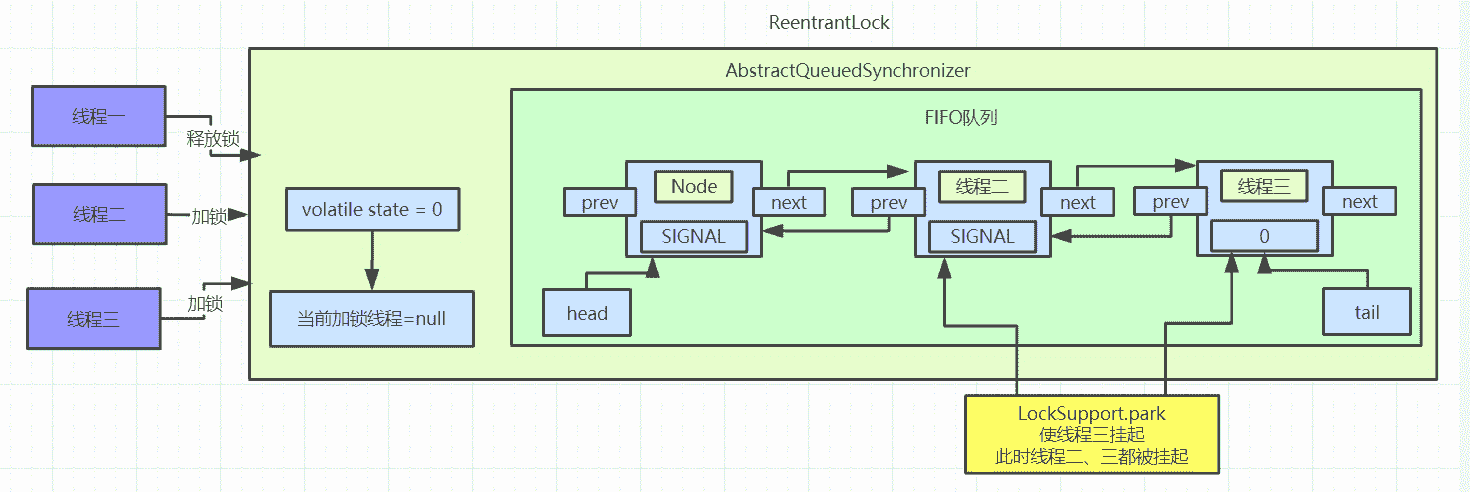 ReentrantLock
AbstractQueuedSynchronizer
线程一
释放锁
线程二
加锁
线程三
加锁
volatile state = 0
当前加锁线程=null
FIFO队列
prev
Node
next
SIGNAL
prev
线程二
next
SIGNAL
prev
线程三
next
0
head
tail
LockSupport.park
使线程三挂起
此时线程二、三都被挂起